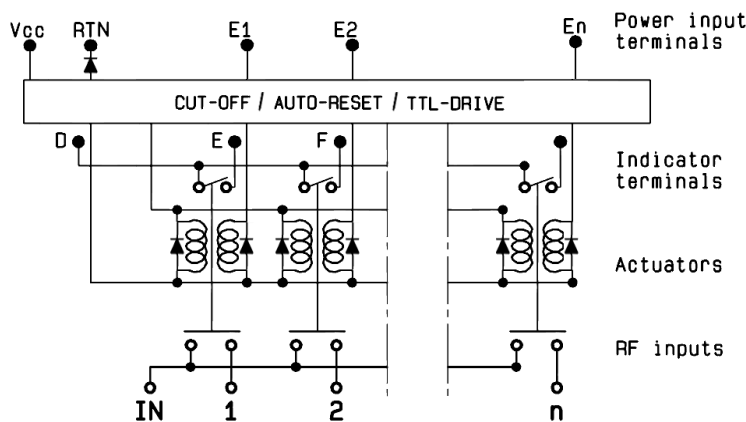 Vcc RTN E1 E2 En Power input
terminals
CUT-OFF / AUTO-RESET / TTL-DRIVE
D E F
Indicator
terminals
Actuators
RF inputs
IN 1 2 n